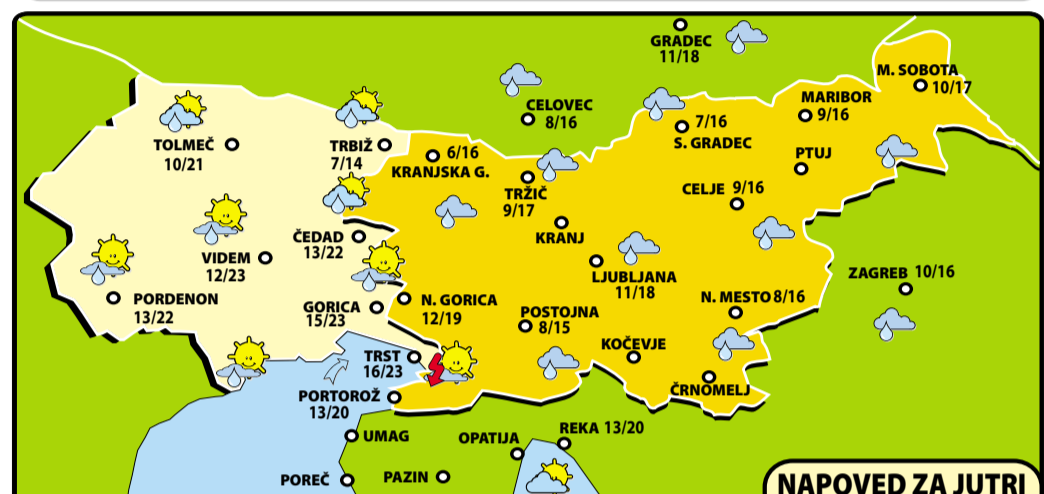 GRADEC
11/18
M. SOBOTA
10/17
CELOVEC
8/16
MARIBOR
9/16
7/16
S. GRADEC
TOLMEČ
10/21
TRBIŽ
7/14
6/16
KRANJSKA G.
PTUJ
TRŽIČ
9/17
CELJE 9/16
KRANJ
ČEDAD
13/22
VIDEM
12/23
LJUBLJANA
11/18
ZAGREB 10/16
PORDENON
13/22
GORICA
15/23
N. GORICA
12/19
N. MESTO 8/16
POSTOJNA
8/15
KOČEVJE
TRST
16/23
ČRNOMELJ
PORTOROŽ
13/20
UMAG
OPATIJA
REKA 13/20
POREČ
PAZIN
NAPOVED ZA JUTRI